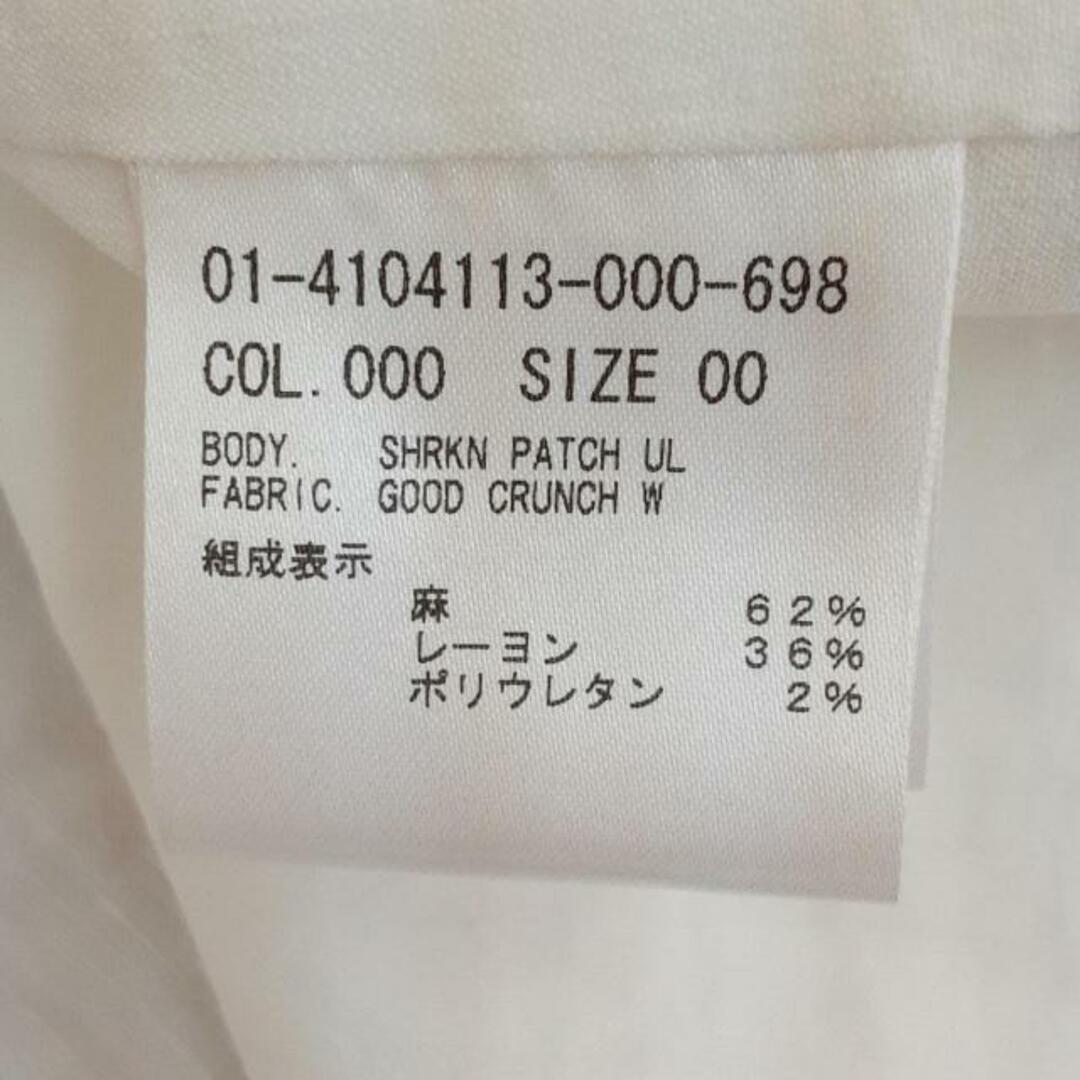 01-4104113-000-698
COL.000 SIZE 00
BODY. SHRKN PATCH UL
FABRIC. GOOD CRUNCH W
組成表示
麻 62%
レーヨン 36%
ポリウレタン 2%